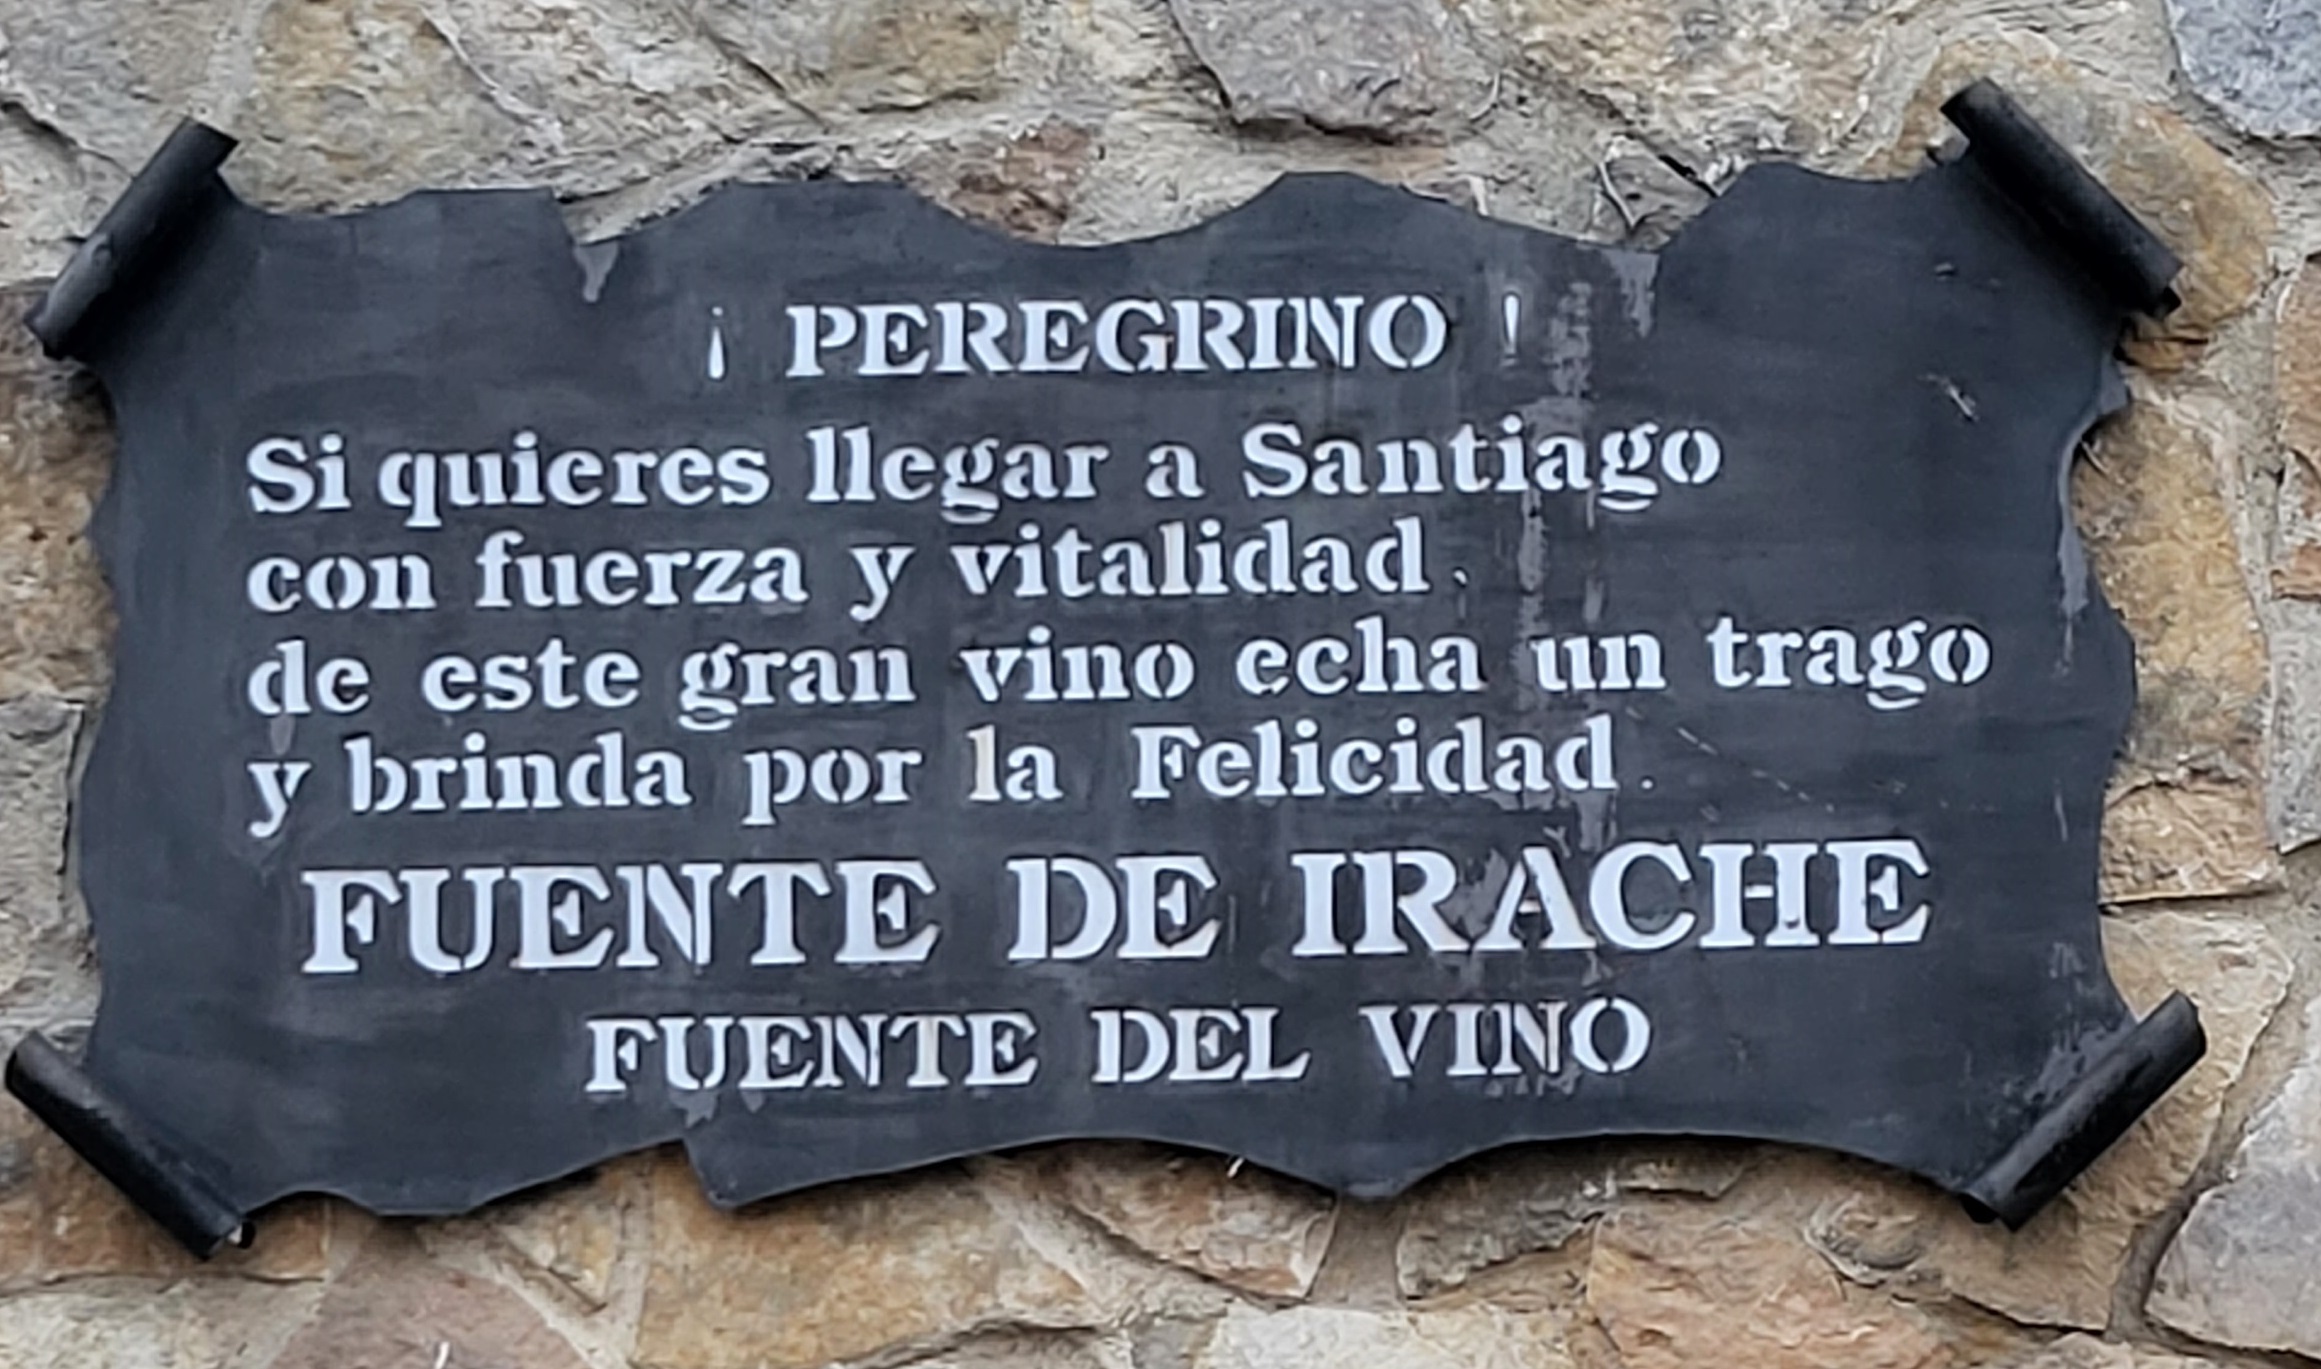 ¡ PEREGRINO !
Si quieres llegar a Santiago
con fuerza y vitalidad,
de este gran vino echa un trago
y brinda por la Felicidad.
FUENTE DE IRACHE
FUENTE DEL VINO